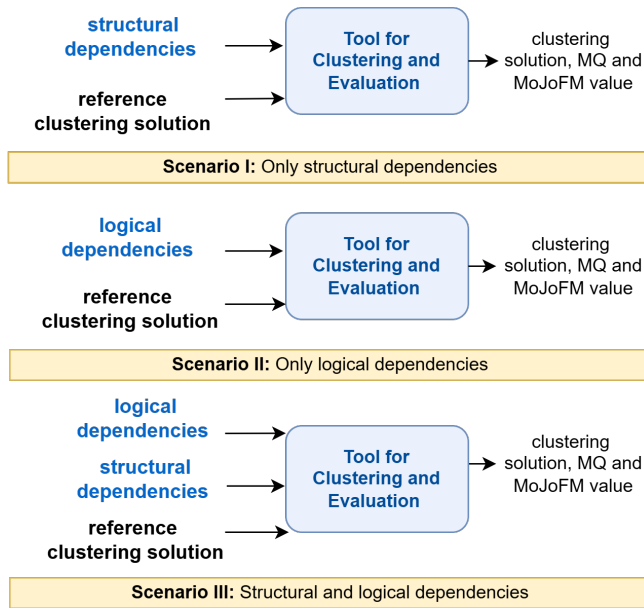 structural
dependencies
reference
clustering solution
Tool for
Clustering and
Evaluation
clustering
solution, MQ and
MoJoFM value
Scenario I: Only structural dependencies
logical
dependencies
reference
clustering solution
Tool for
Clustering and
Evaluation
clustering
solution, MQ and
MoJoFM value
Scenario II: Only logical dependencies
logical
dependencies
structural
dependencies
reference
clustering solution
Tool for
Clustering and
Evaluation
clustering
solution, MQ and
MoJoFM value
Scenario III: Structural and logical dependencies